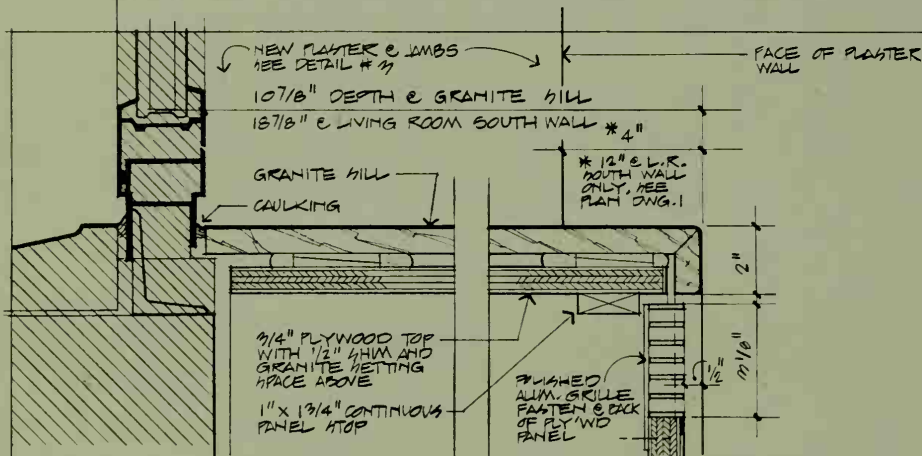 NEW PLASTER @ JAMBS
SEE DETAIL # 3
FACE OF PLASTER
WALL
10 7/8" DEPTH @ GRANITE SILL
18 7/8" @ LIVING ROOM SOUTH WALL
* 4"
* 12" @ L.R.
SOUTH WALL
ONLY, SEE
PLAN DWG. 1
GRANITE SILL
CAULKING
2"
3/4" PLYWOOD TOP
WITH 1/2" SHIM AND
GRANITE SETTING
SPACE ABOVE
1" x 1 3/4" CONTINUOUS
PANEL STOP
POLISHED
ALUM. GRILLE
FASTEN @ BACK
OF PLY'WD
PANEL
1/2"